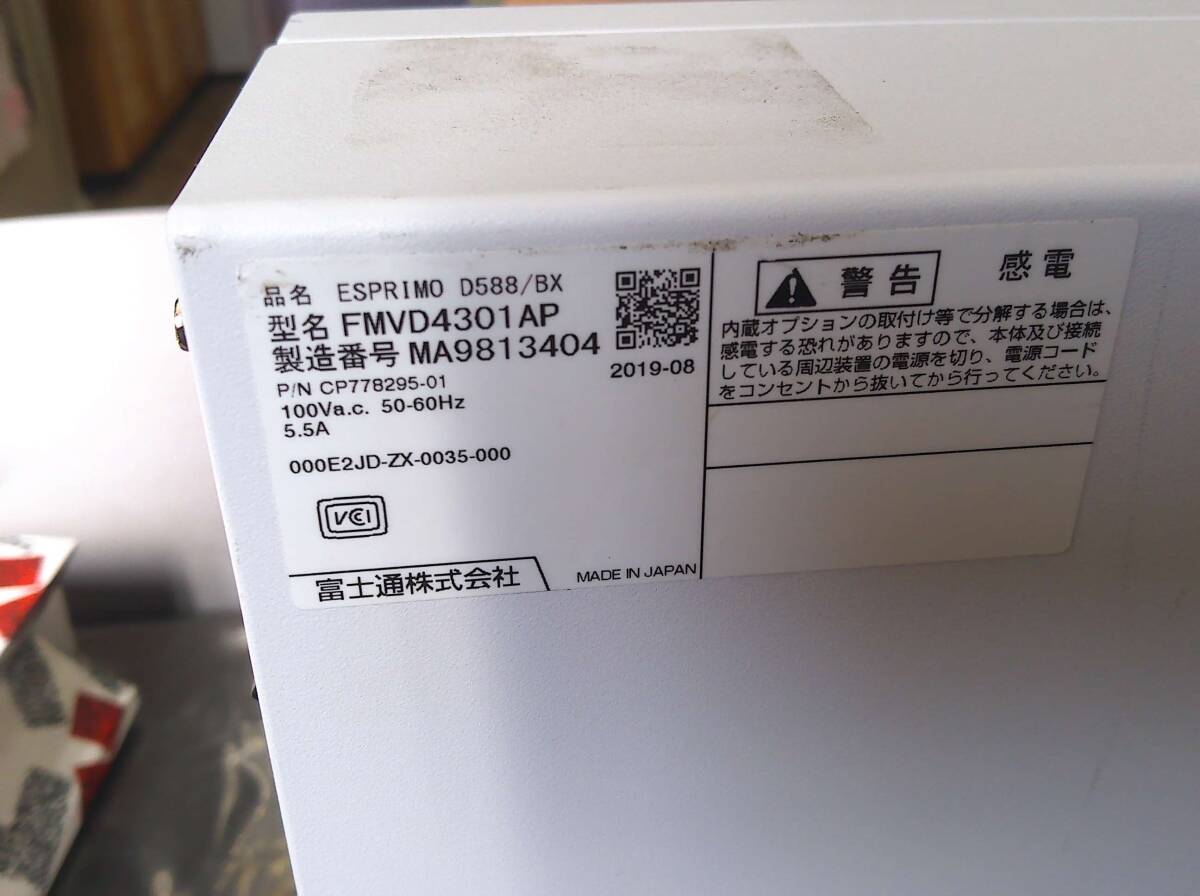 品名 ESPRIMO D588/BX
型名 FMVD4301AP
製造番号 MA9813404
2019-08
P/N CP778295-01
100Va.c. 50-60Hz
5.5A
000E2JD-ZX-0035-000
VCI
富士通株式会社
MADE IN JAPAN
警告 感電
内蔵オプションの取付け等で分解する場合は、
感電する恐れがありますので、本体及び接続
している周辺装置の電源を切り、電源コード
をコンセントから抜いてから行ってください。